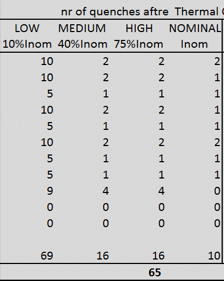 nr of quenches aftre Thermal
LOW MEDIUM HIGH NOMINAL
10%Inom 40%Inom 75%Inom Inom
10 2 2 2
10 2 2 1
5 1 1 1
10 2 2 1
5 1 1 1
10 2 2 1
5 1 1 1
5 1 1 1
9 4 4 0
0 0 0 0
0 0 0 0
69 16 16 10
65